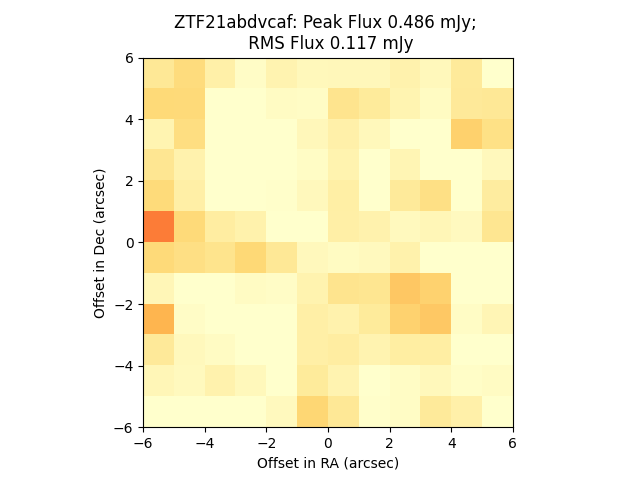 ZTF21abdvcaf: Peak Flux 0.486 mJy;
RMS Flux 0.117 mJy
6
4
2
0
−2
−4
−6
Offset in Dec (arcsec)
−6 −4 −2 0 2 4 6
Offset in RA (arcsec)